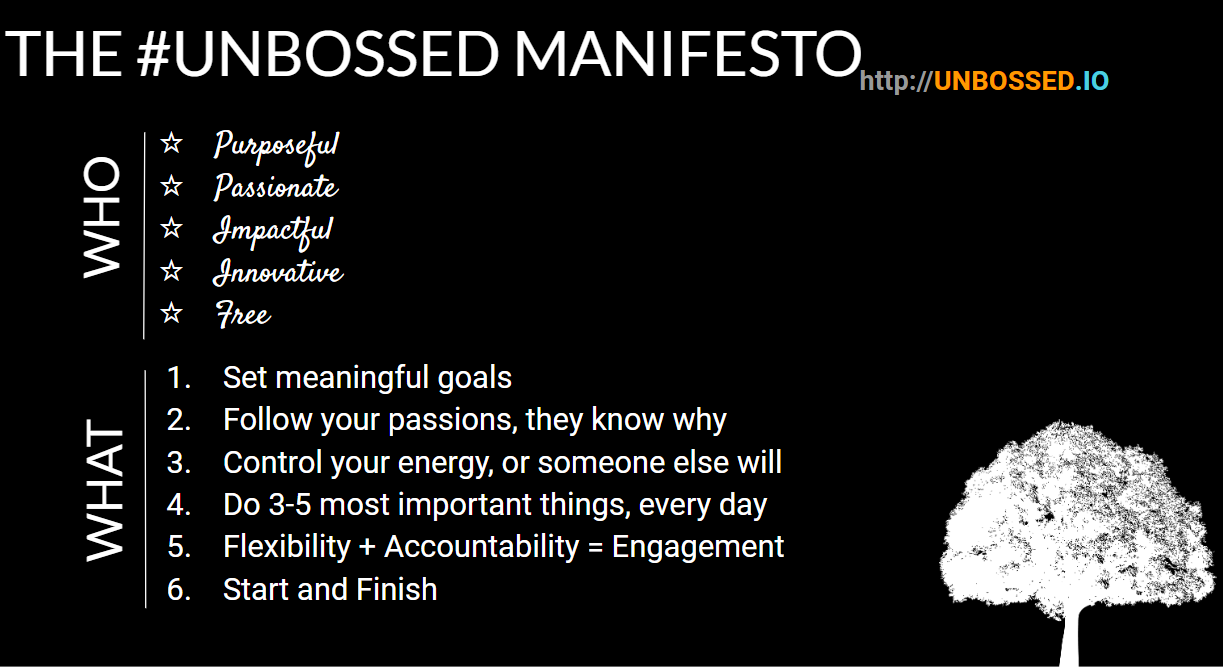 THE #UNBOSSED MANIFESTO
http://UNBOSSED.IO
WHO
☆ Purposeful
☆ Passionate
☆ Impactful
☆ Innovative
☆ Free
WHAT
1. Set meaningful goals
2. Follow your passions, they know why
3. Control your energy, or someone else will
4. Do 3-5 most important things, every day
5. Flexibility + Accountability = Engagement
6. Start and Finish